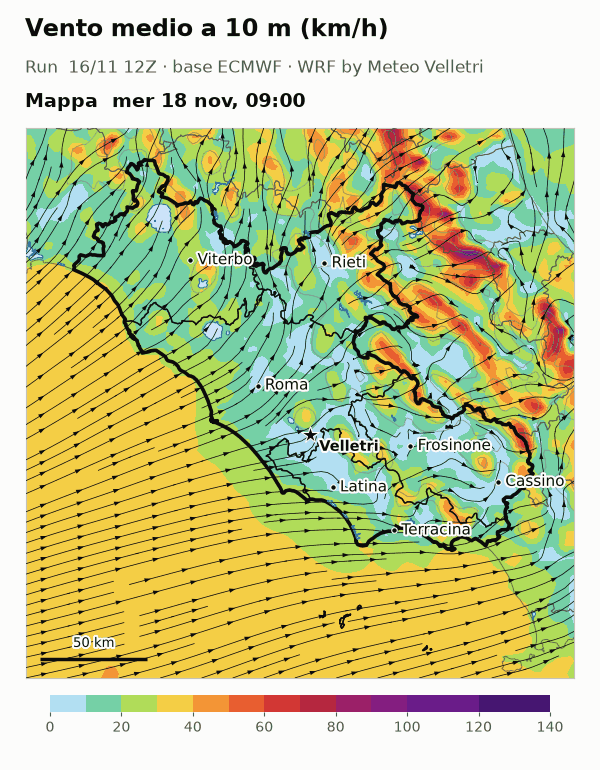 Vento medio a 10 m (km/h)
Run  16/11 12Z · base ECMWF · WRF by Meteo Velletri
Mappa  mer 18 nov, 09:00
Viterbo
Rieti
Roma
Velletri
Frosinone
Cassino
Latina
Terracina
50 km
0 20 40 60 80 100 120 140